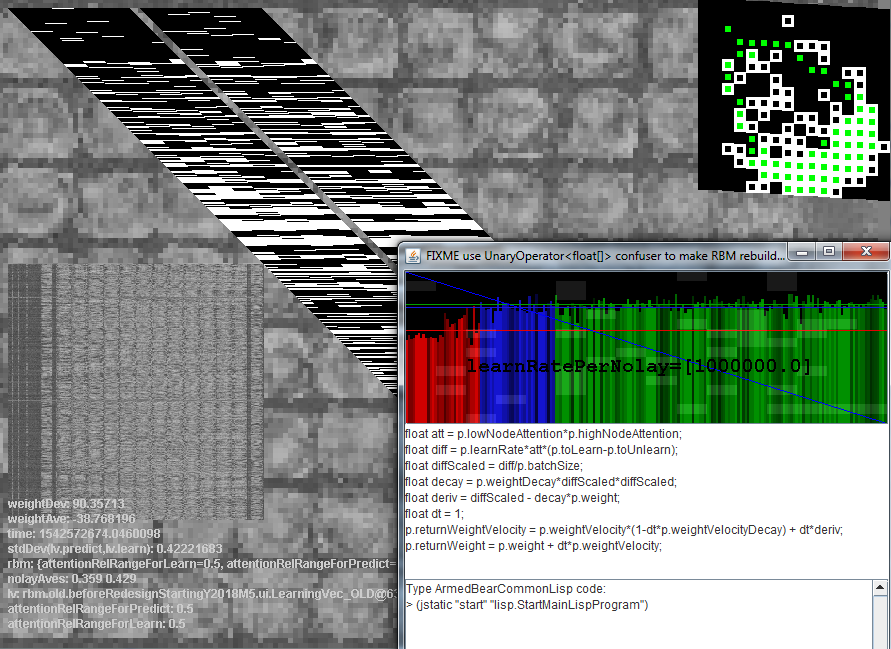 FIXME use UnaryOperator<float[]> confuser to make RBM rebuild...
learnRatePerNolay=[1000000.0]
float att = p.lowNodeAttention*p.highNodeAttention;
float diff = p.learnRate*att*(p.toLearn-p.toUnlearn);
float diffScaled = diff/p.batchSize;
float decay = p.weightDecay*diffScaled*diffScaled;
float deriv = diffScaled - decay*p.weight;
float dt = 1;
p.returnWeightVelocity = p.weightVelocity*(1-dt*p.weightVelocityDecay) + dt*deriv;
p.returnWeight = p.weight + dt*p.weightVelocity;
Type ArmedBearCommonLisp code:
> (jstatic "start" "lisp.StartMainLispProgram")
weightDev: 90.35713
weightAve: -38.768196
time: 1542572674.0460098
stdDev(lv.predict,lv.learn): 0.42221683
rbm: {attentionRelRangeForLearn=0.5, attentionRelRangeForPredict=
nolayAves: 0.359 0.429
lv: rbm.old.beforeRedesignStartingY2018M5.ui.LearningVec_OLD@6
attentionRelRangeForPredict: 0.5
attentionRelRangeForLearn: 0.5